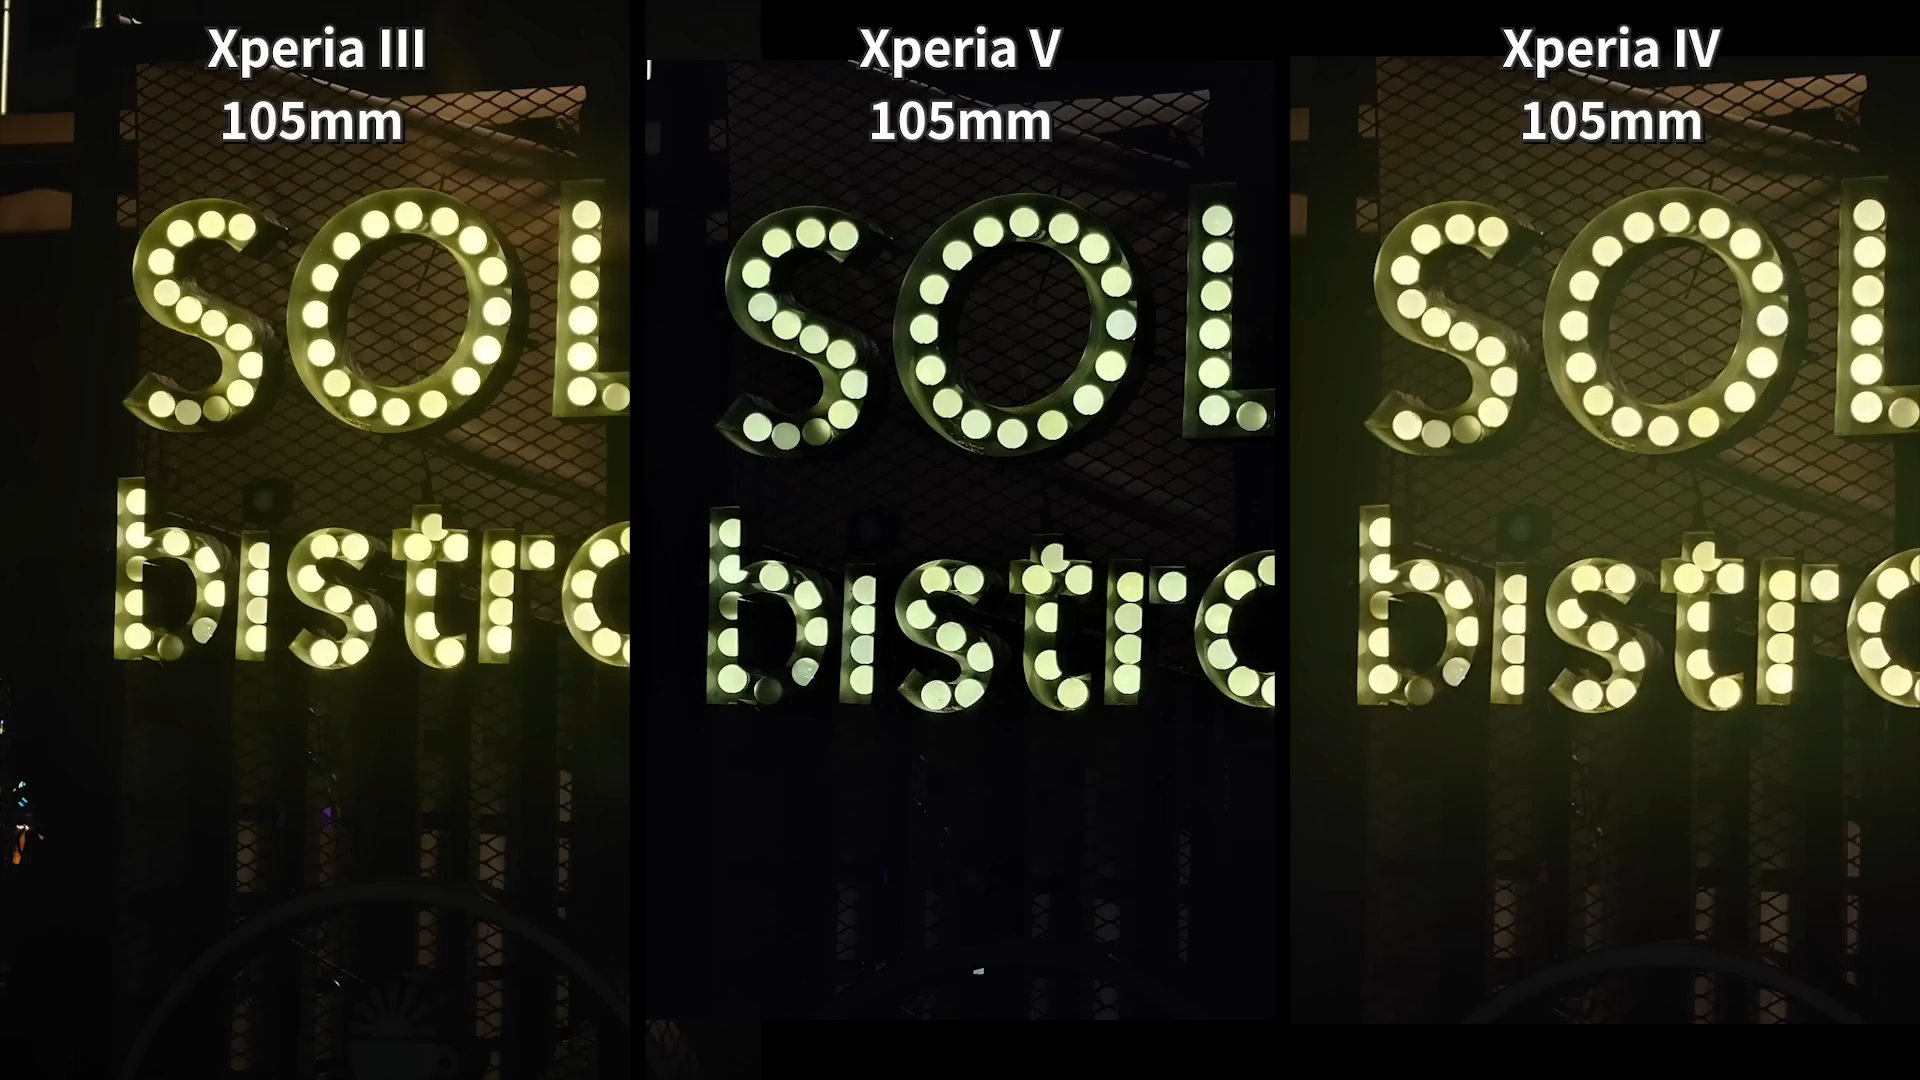 Xperia III
105mm
SOL
bistro
Xperia V
105mm
SOL
bistro
Xperia IV
105mm
SOL
bistro